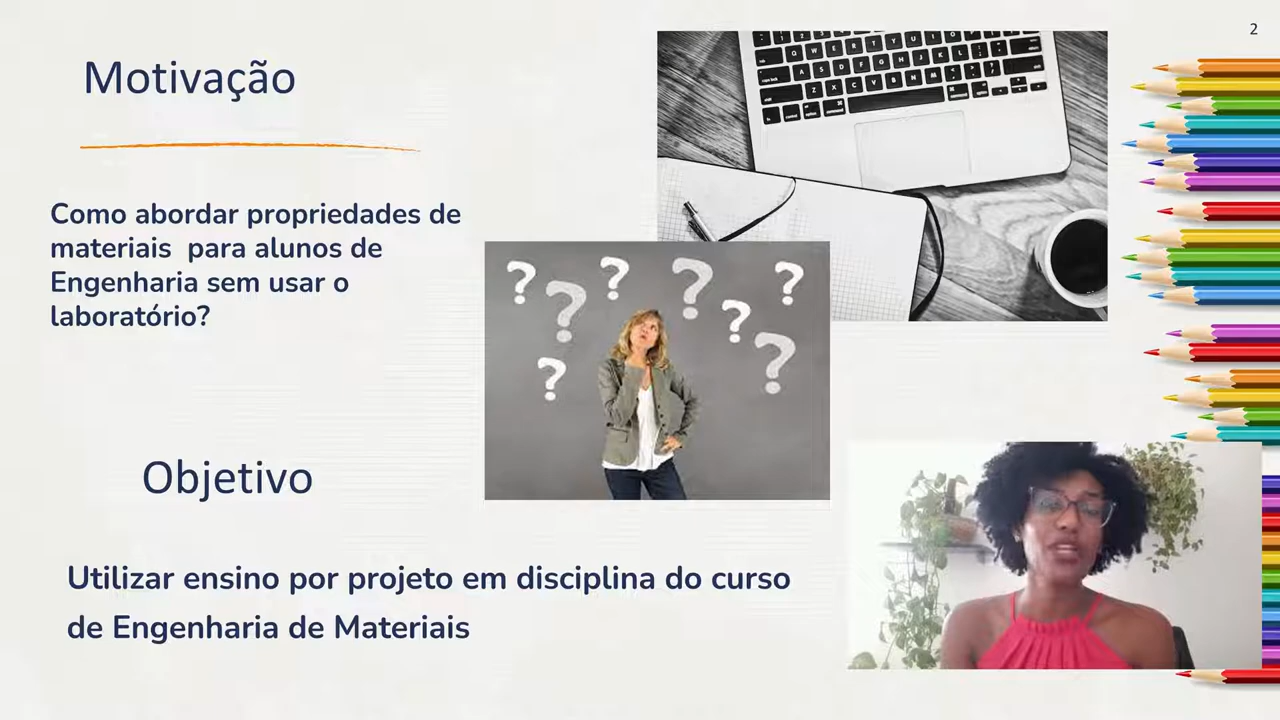 2
Motivação
Como abordar propriedades de
materiais para alunos de
Engenharia sem usar o
laboratório?
? ? ? ? ? ? ? ?
Objetivo
Utilizar ensino por projeto em disciplina do curso
de Engenharia de Materiais